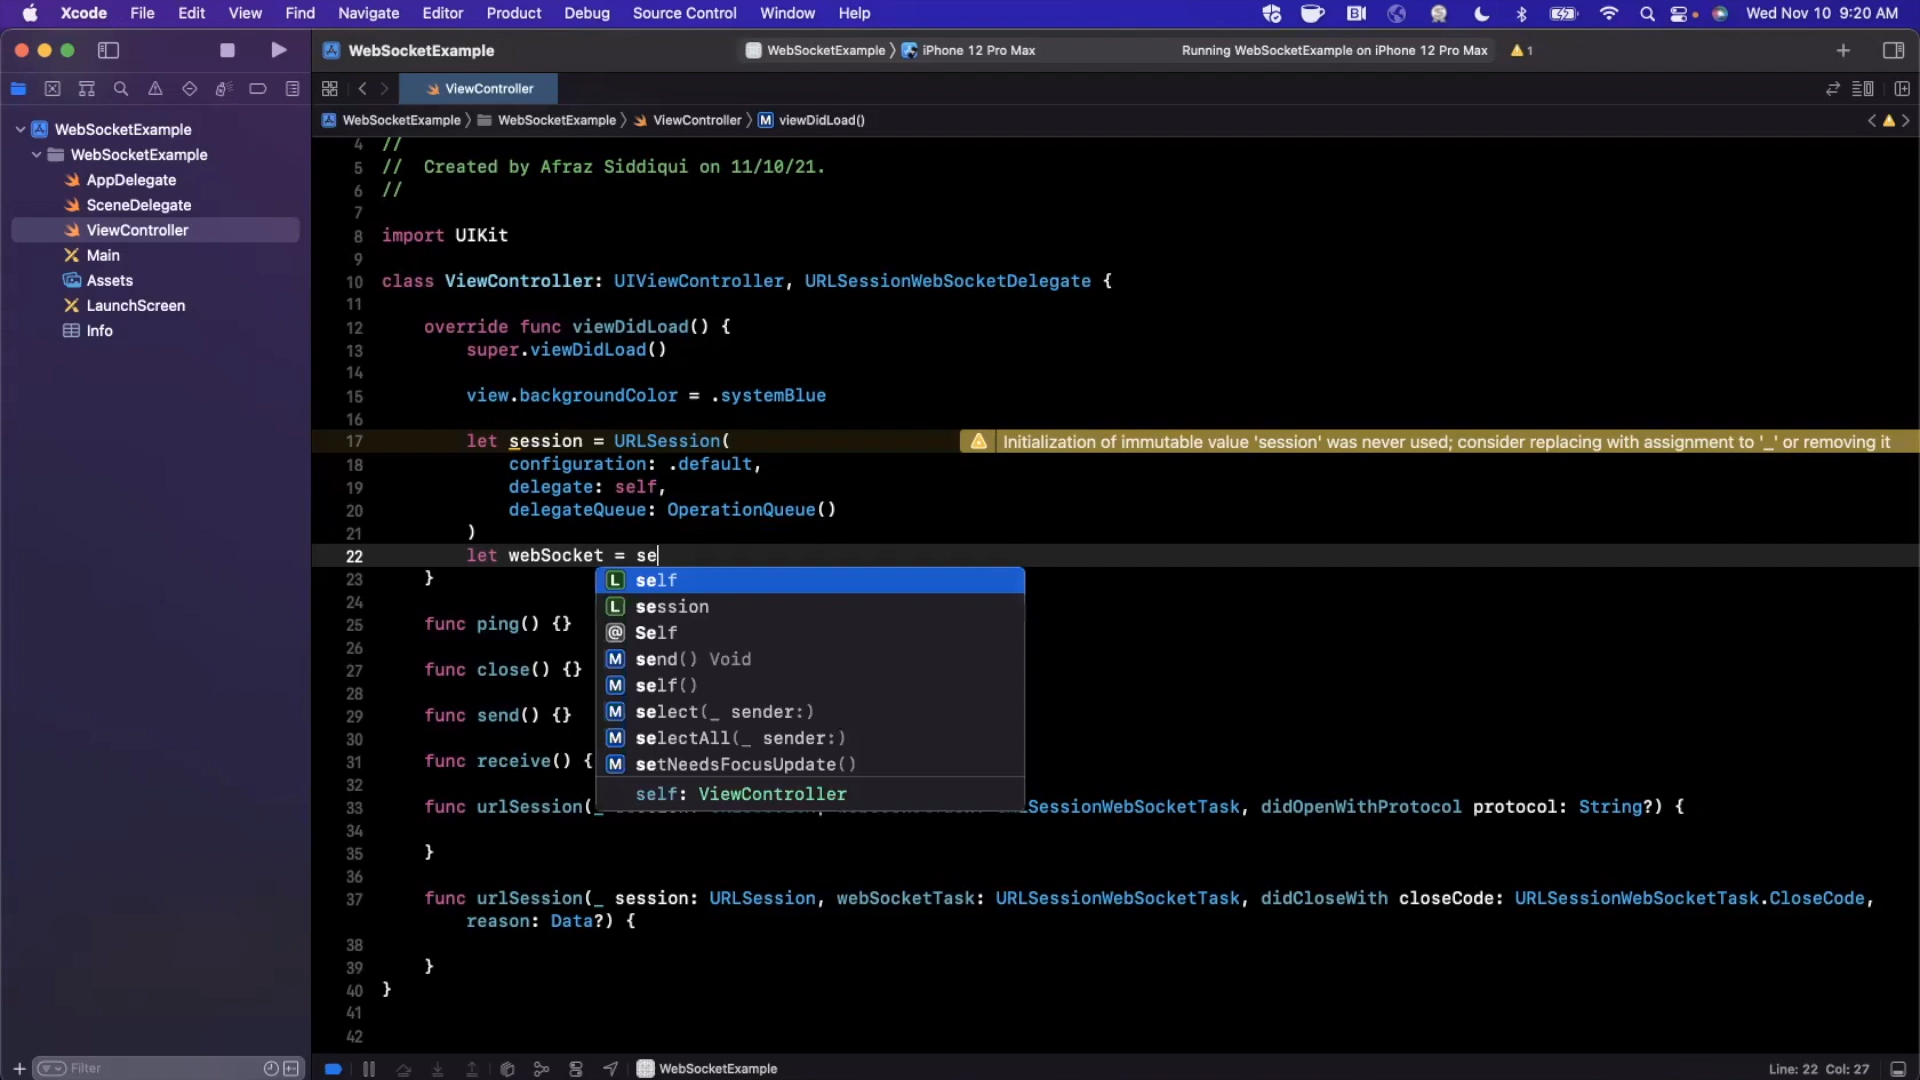 Xcode File Edit View Find Navigate Editor Product Debug Source Control Window Help Wed Nov 10 9:20 AM
WebSocketExample WebSocketExample iPhone 12 Pro Max Running WebSocketExample on iPhone 12 Pro Max 1
ViewController
WebSocketExample WebSocketExample ViewController M viewDidLoad()
WebSocketExample
WebSocketExample
AppDelegate
SceneDelegate
ViewController
Main
Assets
LaunchScreen
Info
4 //
5 // Created by Afraz Siddiqui on 11/10/21.
6 //
7
8 import UIKit
9
10 class ViewController: UIViewController, URLSessionWebSocketDelegate {
11
12 override func viewDidLoad() {
13 super.viewDidLoad()
14
15 view.backgroundColor = .systemBlue
16
17 let session = URLSession( Initialization of immutable value 'session' was never used; consider replacing with assignment to '_' or removing it
18 configuration: .default,
19 delegate: self,
20 delegateQueue: OperationQueue()
21 )
22 let webSocket = se
23 }
24
25 func ping() {}
26
27 func close() {}
28
29 func send() {}
30
31 func receive() {
32
33 func urlSession(_ URLSessionWebSocketTask, didOpenWithProtocol protocol: String?) {
34
35 }
36
37 func urlSession(_ session: URLSession, webSocketTask: URLSessionWebSocketTask, didCloseWith closeCode: URLSessionWebSocketTask.CloseCode,
reason: Data?) {
38
39 }
40 }
41
42
L self
L session
@ Self
M send() Void
M self()
M select(_ sender:)
M selectAll(_ sender:)
M setNeedsFocusUpdate()
self: ViewController
Filter
WebSocketExample
Line: 22 Col: 27